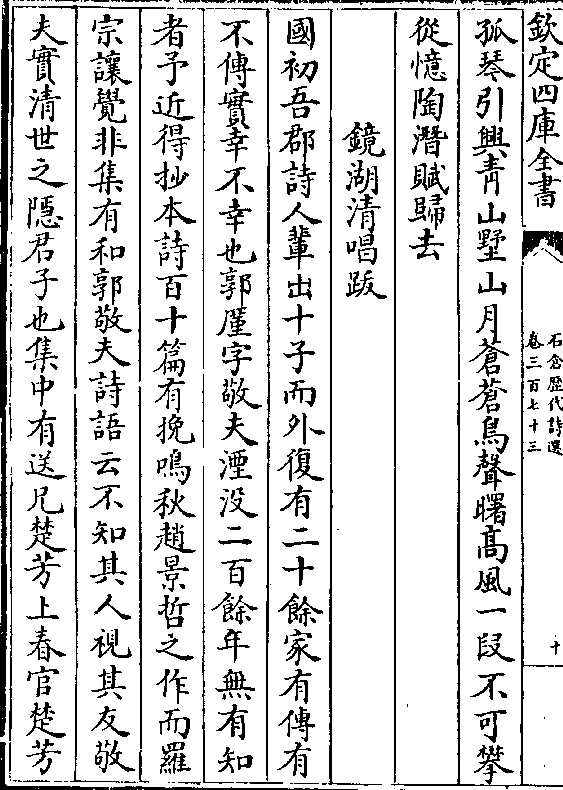 欽定四庫全書
石倉歷代詩選
卷三百七十三
十
孤琴引興青山墅山月蒼蒼鳥聲曙髙風一段不可攀
從憶陶潛賦歸去
鏡湖清唱跋
國初吾郡詩人輩出十子而外復有二十餘家有傳有
不傳實幸不幸也郭廑字敬夫湮没二百餘年無有知
者予近得抄本詩百十篇有挽鳴秋趙景哲之作而羅
宗讓覺非集有和郭敬夫詩語云不知其人視其友敬
夫實清世之隱君子也集中有送兄楚芳上春官楚芳